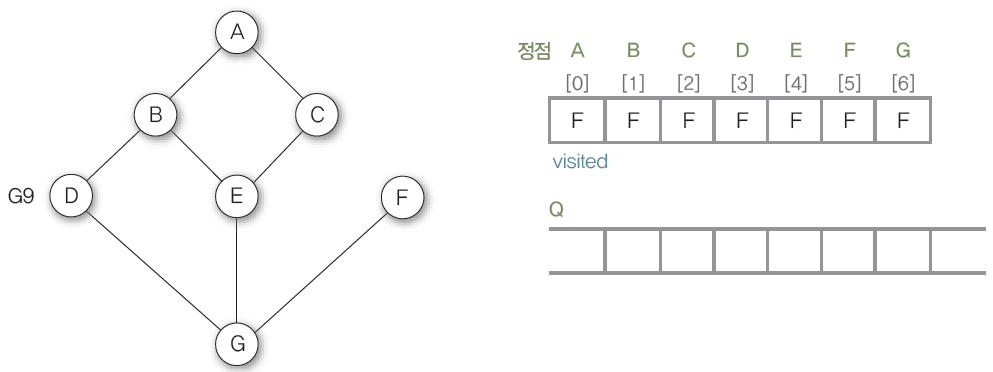 A
B
C
G9
D
E
F
G
정점 A B C D E F G
[0] [1] [2] [3] [4] [5] [6]
F F F F F F F
visited
Q